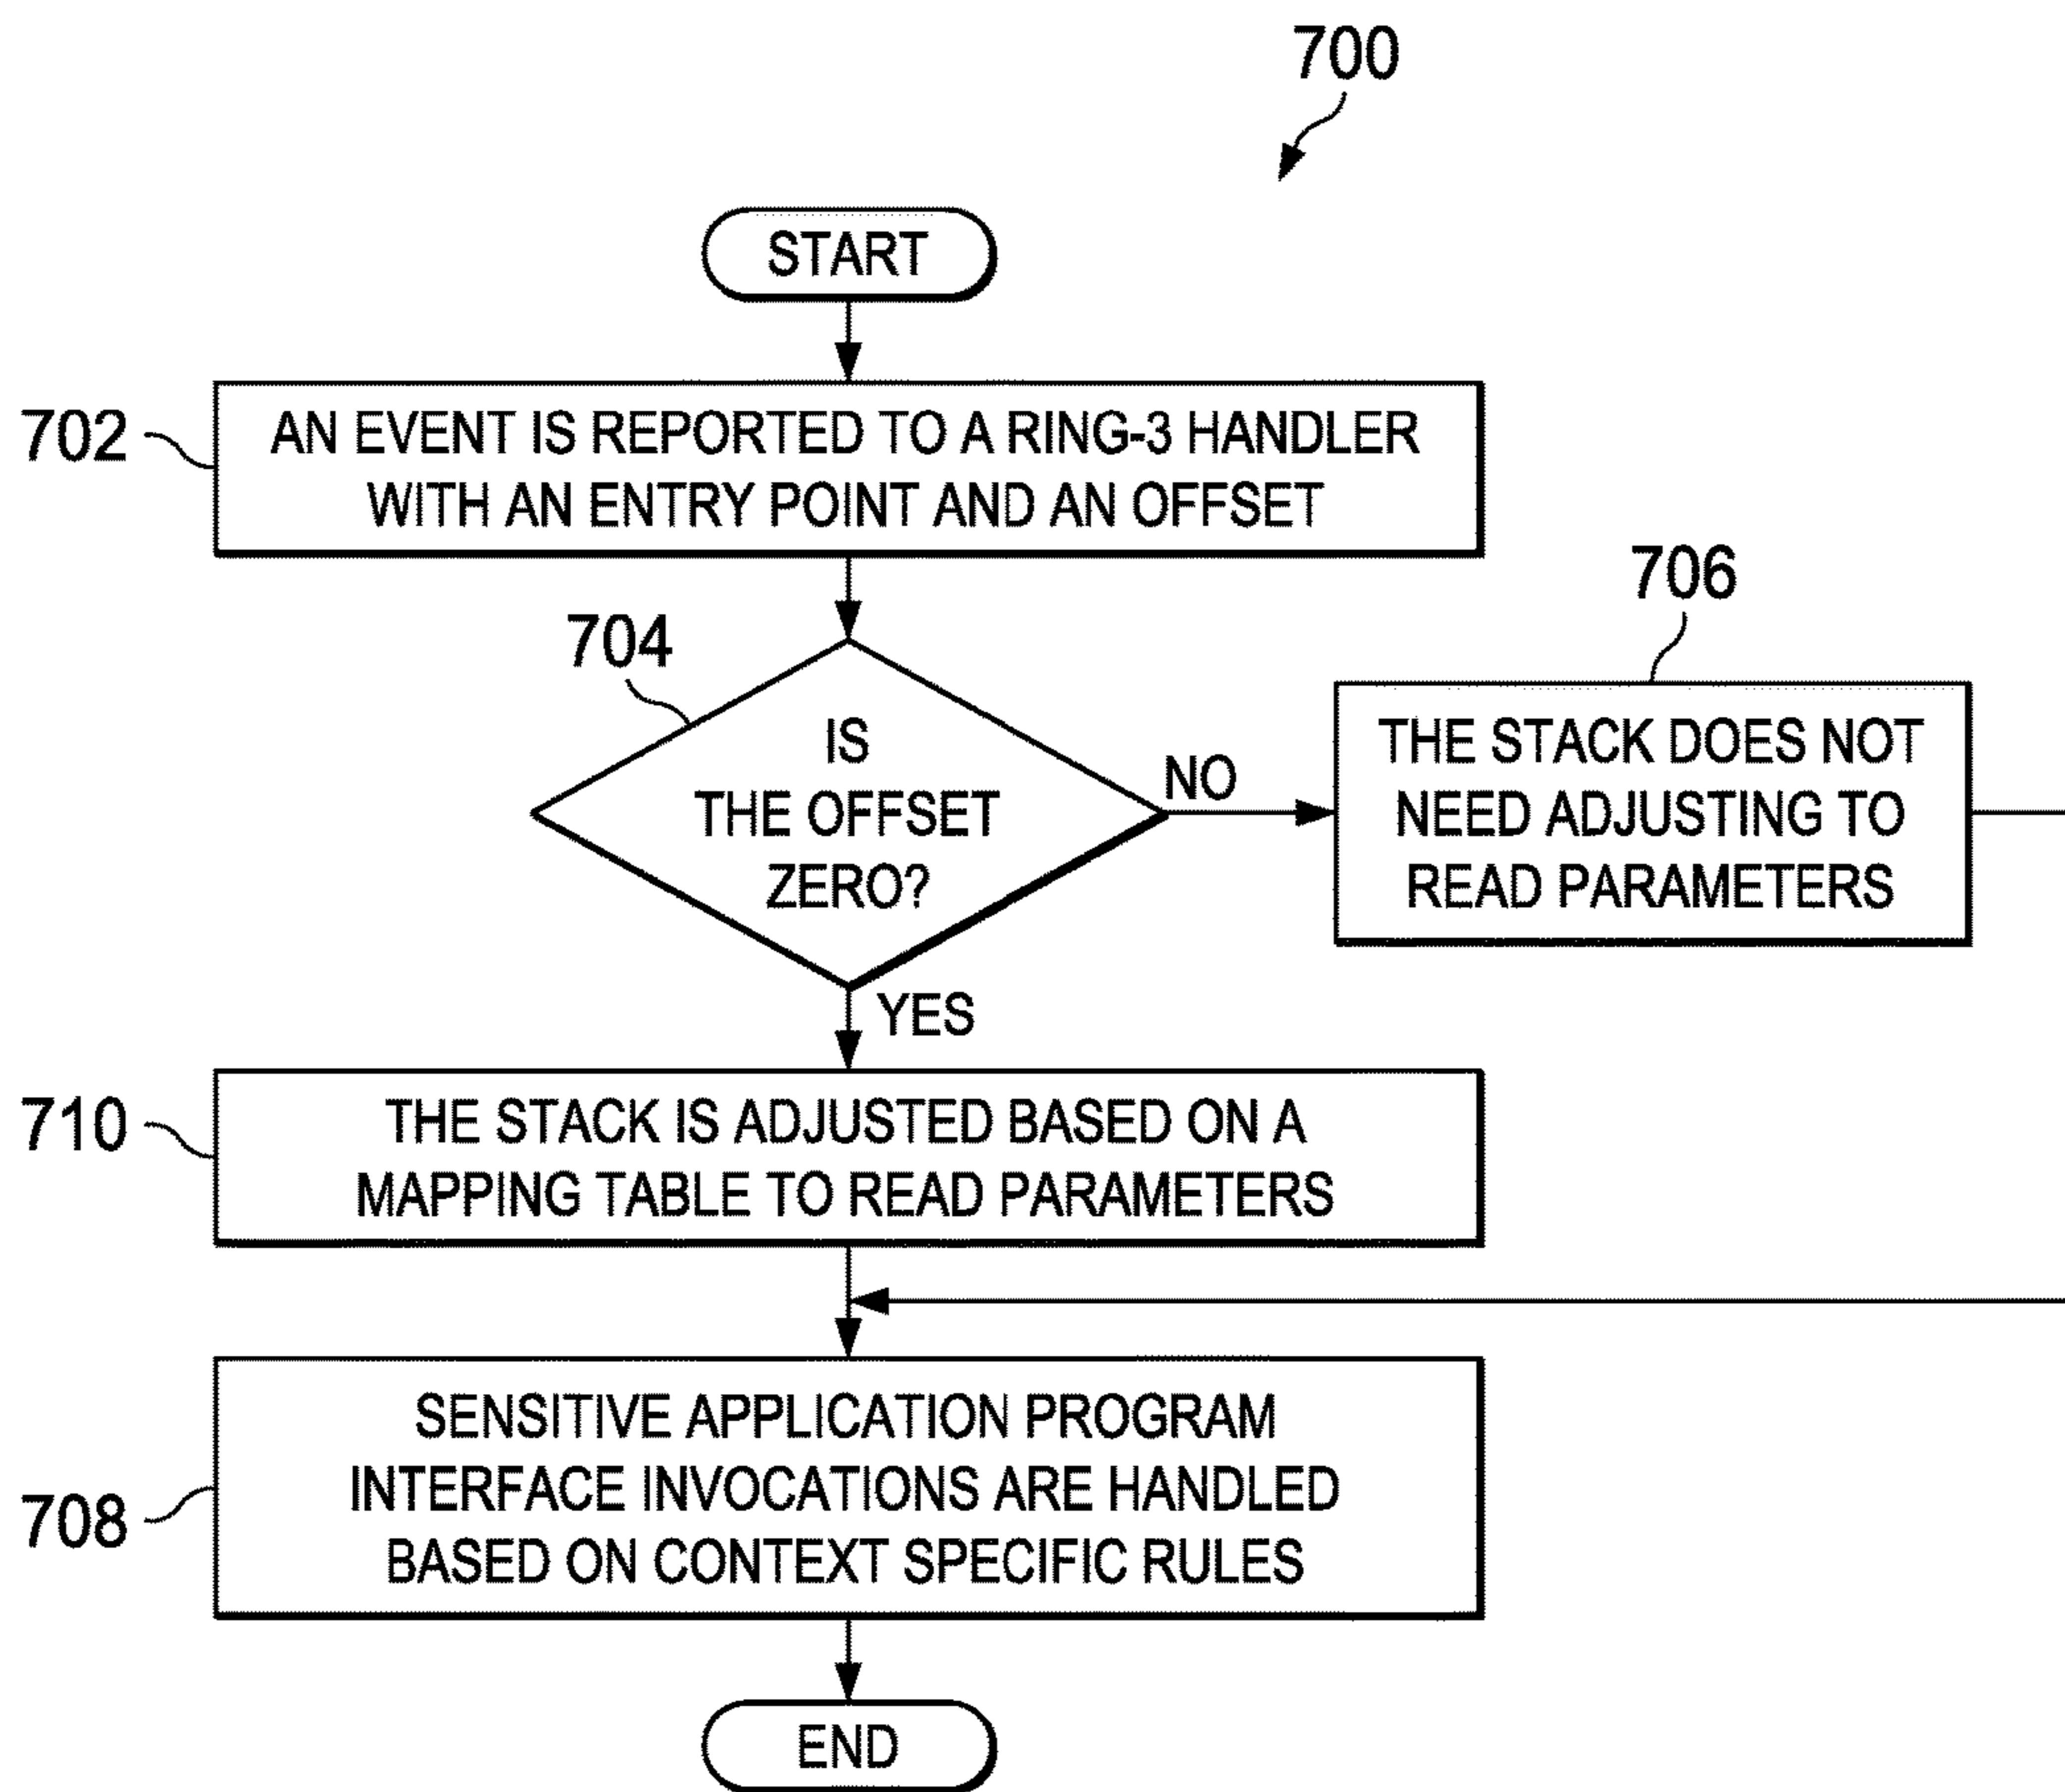 700
START
702
AN EVENT IS REPORTED TO A RING-3 HANDLER
WITH AN ENTRY POINT AND AN OFFSET
704
IS
THE OFFSET
ZERO?
NO
706
THE STACK DOES NOT
NEED ADJUSTING TO
READ PARAMETERS
YES
710
THE STACK IS ADJUSTED BASED ON A
MAPPING TABLE TO READ PARAMETERS
708
SENSITIVE APPLICATION PROGRAM
INTERFACE INVOCATIONS ARE HANDLED
BASED ON CONTEXT SPECIFIC RULES
END